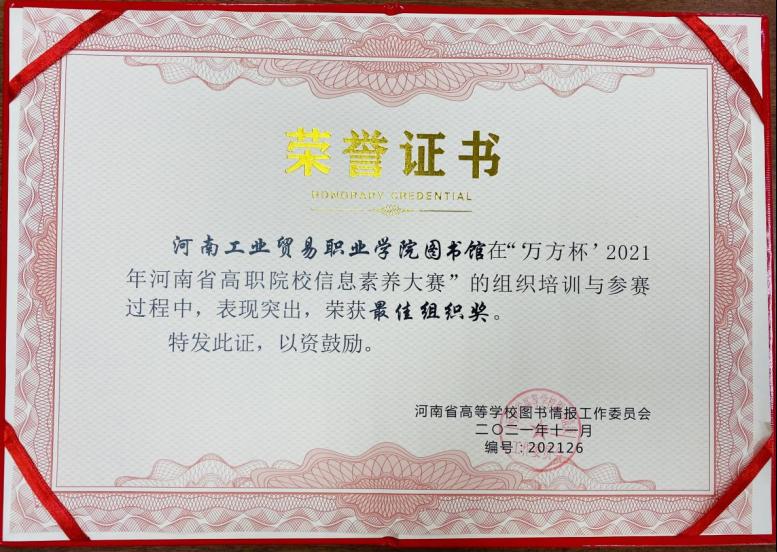 荣誉证书
HONORARY CREDENTIAL
河南工业贸易职业学院图书馆在“‘万方杯’2021
年河南省高职院校信息素养大赛”的组织培训与参赛
过程中，表现突出，荣获最佳组织奖。
特发此证，以资鼓励。
河南省高等学校图书情报工作委员会
二〇二一年十一月
编号：202126